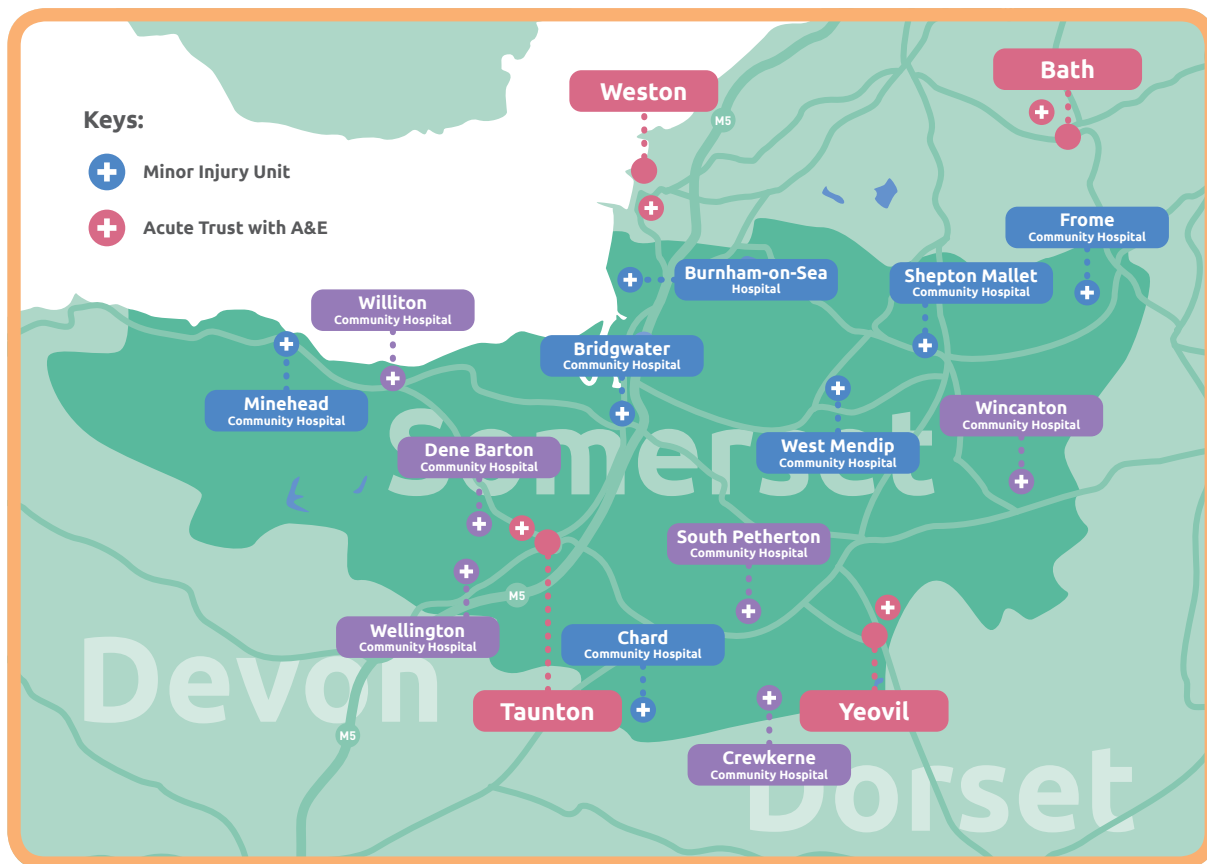 Keys:
Minor Injury Unit
Acute Trust with A&E
Weston
Bath
M5
Frome
Community Hospital
Burnham-on-Sea
Hospital
Shepton Mallet
Community Hospital
Williton
Community Hospital
Bridgwater
Community Hospital
Minehead
Community Hospital
Wincanton
Community Hospital
Somerset
Dene Barton
Community Hospital
West Mendip
Community Hospital
South Petherton
Community Hospital
M5
Wellington
Community Hospital
Chard
Community Hospital
Devon
Taunton
Yeovil
M5
Crewkerne
Community Hospital
Dorset